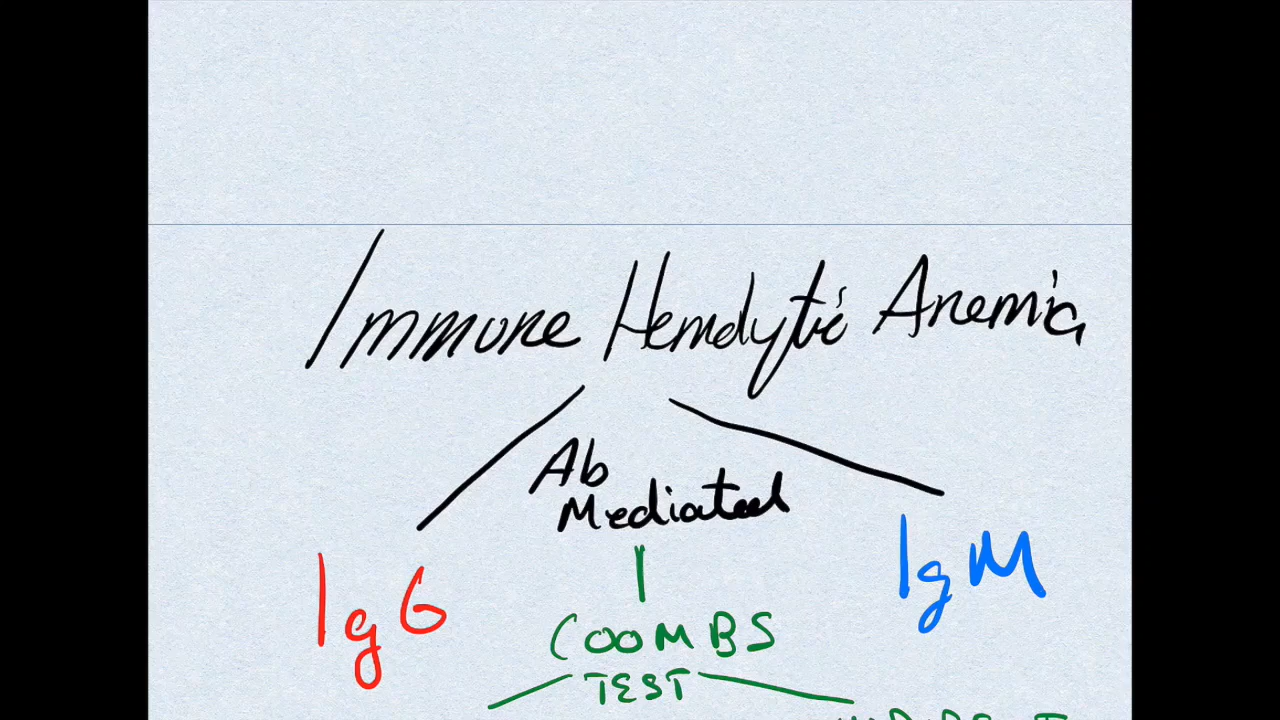 Immune Hemolytic Anemia
Ab
Mediated
IgG
IgM
COOMBS
TEST